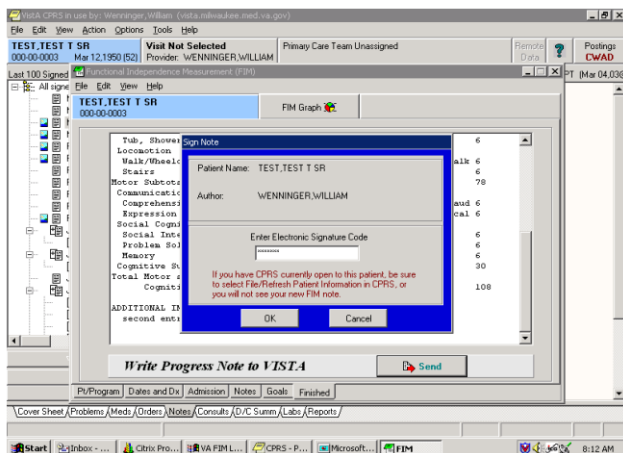 VistA CPRS in use by: Wenninger,William (vista.milwaukee.med.va.gov)
File Edit View Action Options Tools Help
TEST,TEST T SR
000-00-0003 Mar 12,1950 (52)
Visit Not Selected
Provider: WENNINGER,WILLIAM
Primary Care Team Unassigned
Remote
Data
Postings
CWAD
Last 100 Signed
All signe
Functional Independence Measurement (FIM)
File Edit View Help
TEST,TEST T SR
000-00-0003
FIM Graph
Tub, Shower 6
Locomotion
Walk/Wheelc alk 6
Stairs 6
Motor Subtot 78
Communicatio
Comprehensi aud 6
Expression cal 6
Social Cogni
Social Inte 6
Problem Sol 6
Memory 6
Cognitive Su 30
Total Motor
Cogniti 108
ADDITIONAL I
second ent
Sign Note
Patient Name: TEST,TEST T SR
Author: WENNINGER,WILLIAM
Enter Electronic Signature Code
If you have CPRS currently open to this patient, be sure
to select File/Refresh Patient Information in CPRS, or
you will not see your new FIM note.
OK Cancel
Write Progress Note to VISTA
Send
Pt/Program Dates and Dx Admission Notes Goals Finished
Cover Sheet Problems Meds Orders Notes Consults D/C Summ Labs Reports
Start Inbox - ... Citrix Pro... VA FIM L... CPRS - P... Microsoft... FIM 8:12 AM